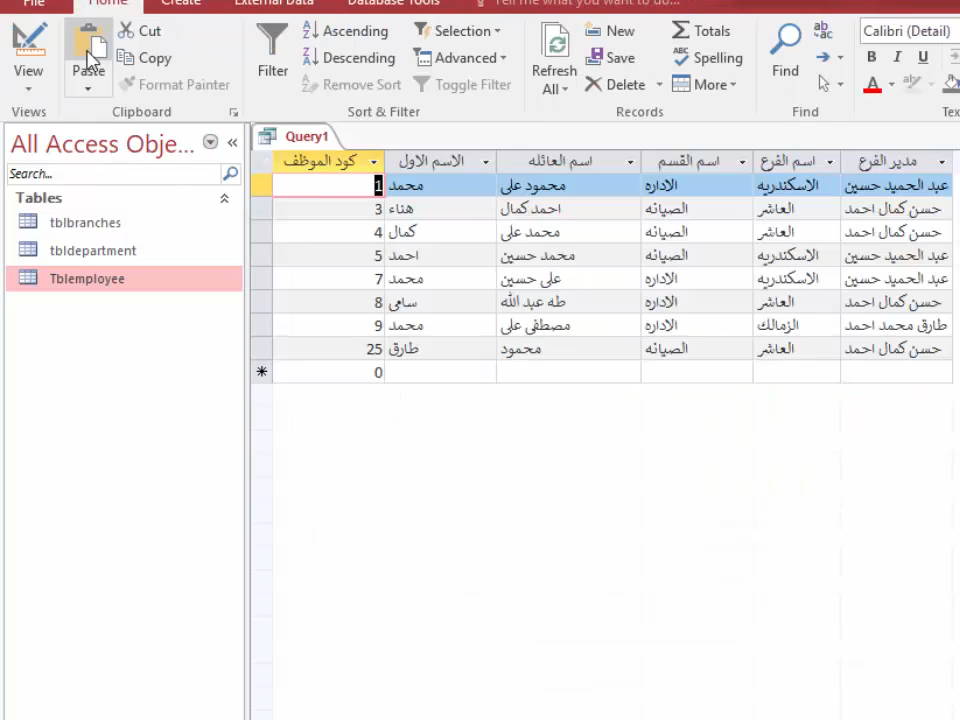 File Home Create External Data Database Tools Tell me what you want to do...
View
Paste
Cut
Copy
Format Painter
Filter
Ascending
Descending
Remove Sort
Selection
Advanced
Toggle Filter
Refresh
All
New
Save
Delete
Totals
Spelling
More
Find
Calibri (Detail)
B I U
Views Clipboard Sort & Filter Records Find
All Access Obje...
Search...
Tables
tblbranches
tbldepartment
Tblemployee
Query1
كود الموظف الاسم الاول اسم العائله اسم القسم اسم الفرع مدير الفرع
1 محمد محمود على الاداره الاسكندريه عبد الحميد حسين
3 هناء احمد كمال الصيانه العاشر حسن كمال احمد
4 كمال محمد على الصيانه العاشر حسن كمال احمد
5 احمد محمد حسين الصيانه الاسكندريه عبد الحميد حسين
7 محمد على حسين الاداره الاسكندريه عبد الحميد حسين
8 سامى طه عبد الله الاداره العاشر حسن كمال احمد
9 محمد مصطفى على الاداره الزمالك طارق محمد احمد
25 طارق محمود الصيانه العاشر حسن كمال احمد
0